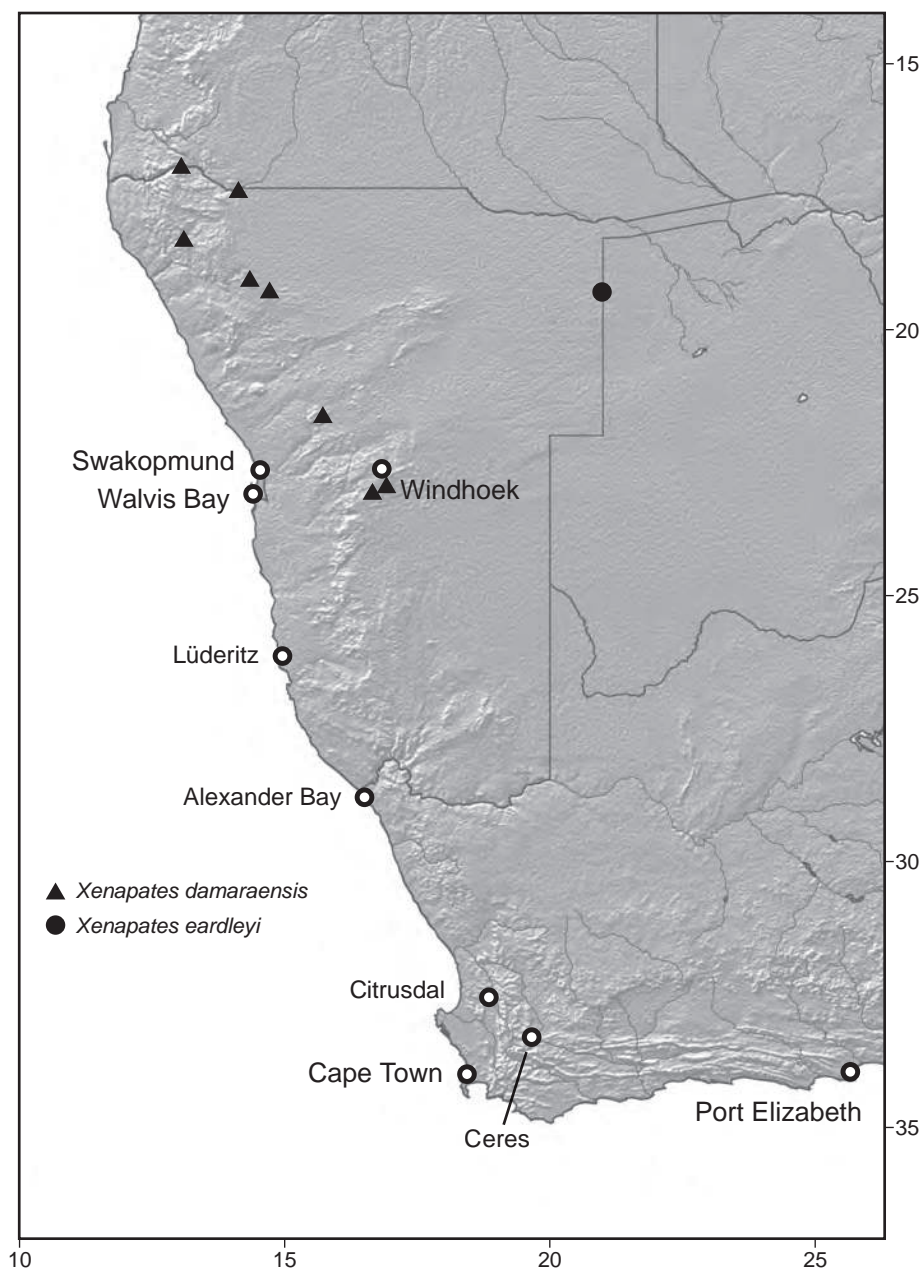 15
20
Swakopmund
Walvis Bay
Windhoek
25
Lüderitz
Alexander Bay
30
Xenapates damaraensis
Xenapates eardleyi
Citrusdal
Cape Town
Port Elizabeth
Ceres
35
10
15
20
25